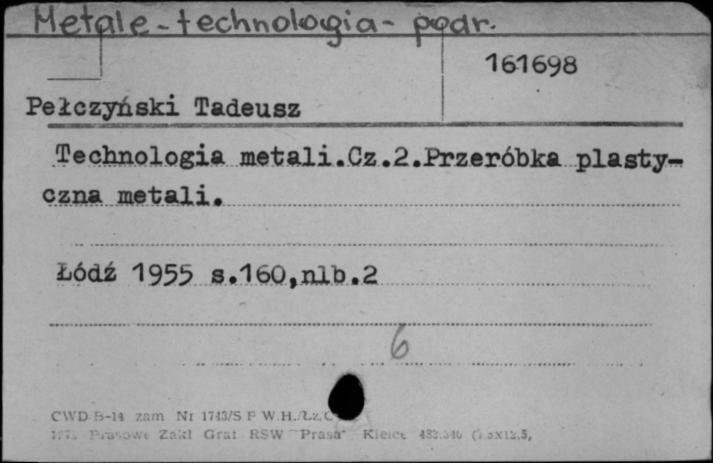 Metale-technologia- podr.
161698
Pełczyński Tadeusz
Technologia metali.Cz.2.Przeróbka plasty-
czna metali.
Łódź 1955 s.160,nlb.2
6
CWD B-14 zam Nr 1743/S P W.H./Łz.
Prasowe Zakł Graf RSW "Prasa" Kielce